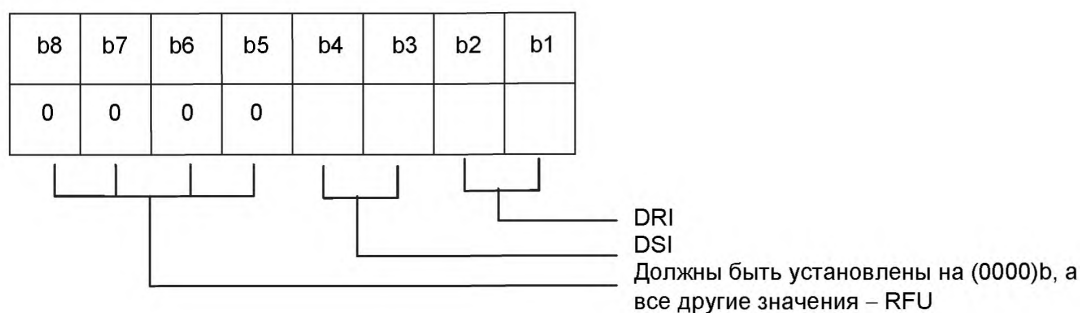 b8 b7 b6 b5 b4 b3 b2 b1
0 0 0 0
DRI
DSI
Должны быть установлены на (0000)b, а
все другие значения – RFU